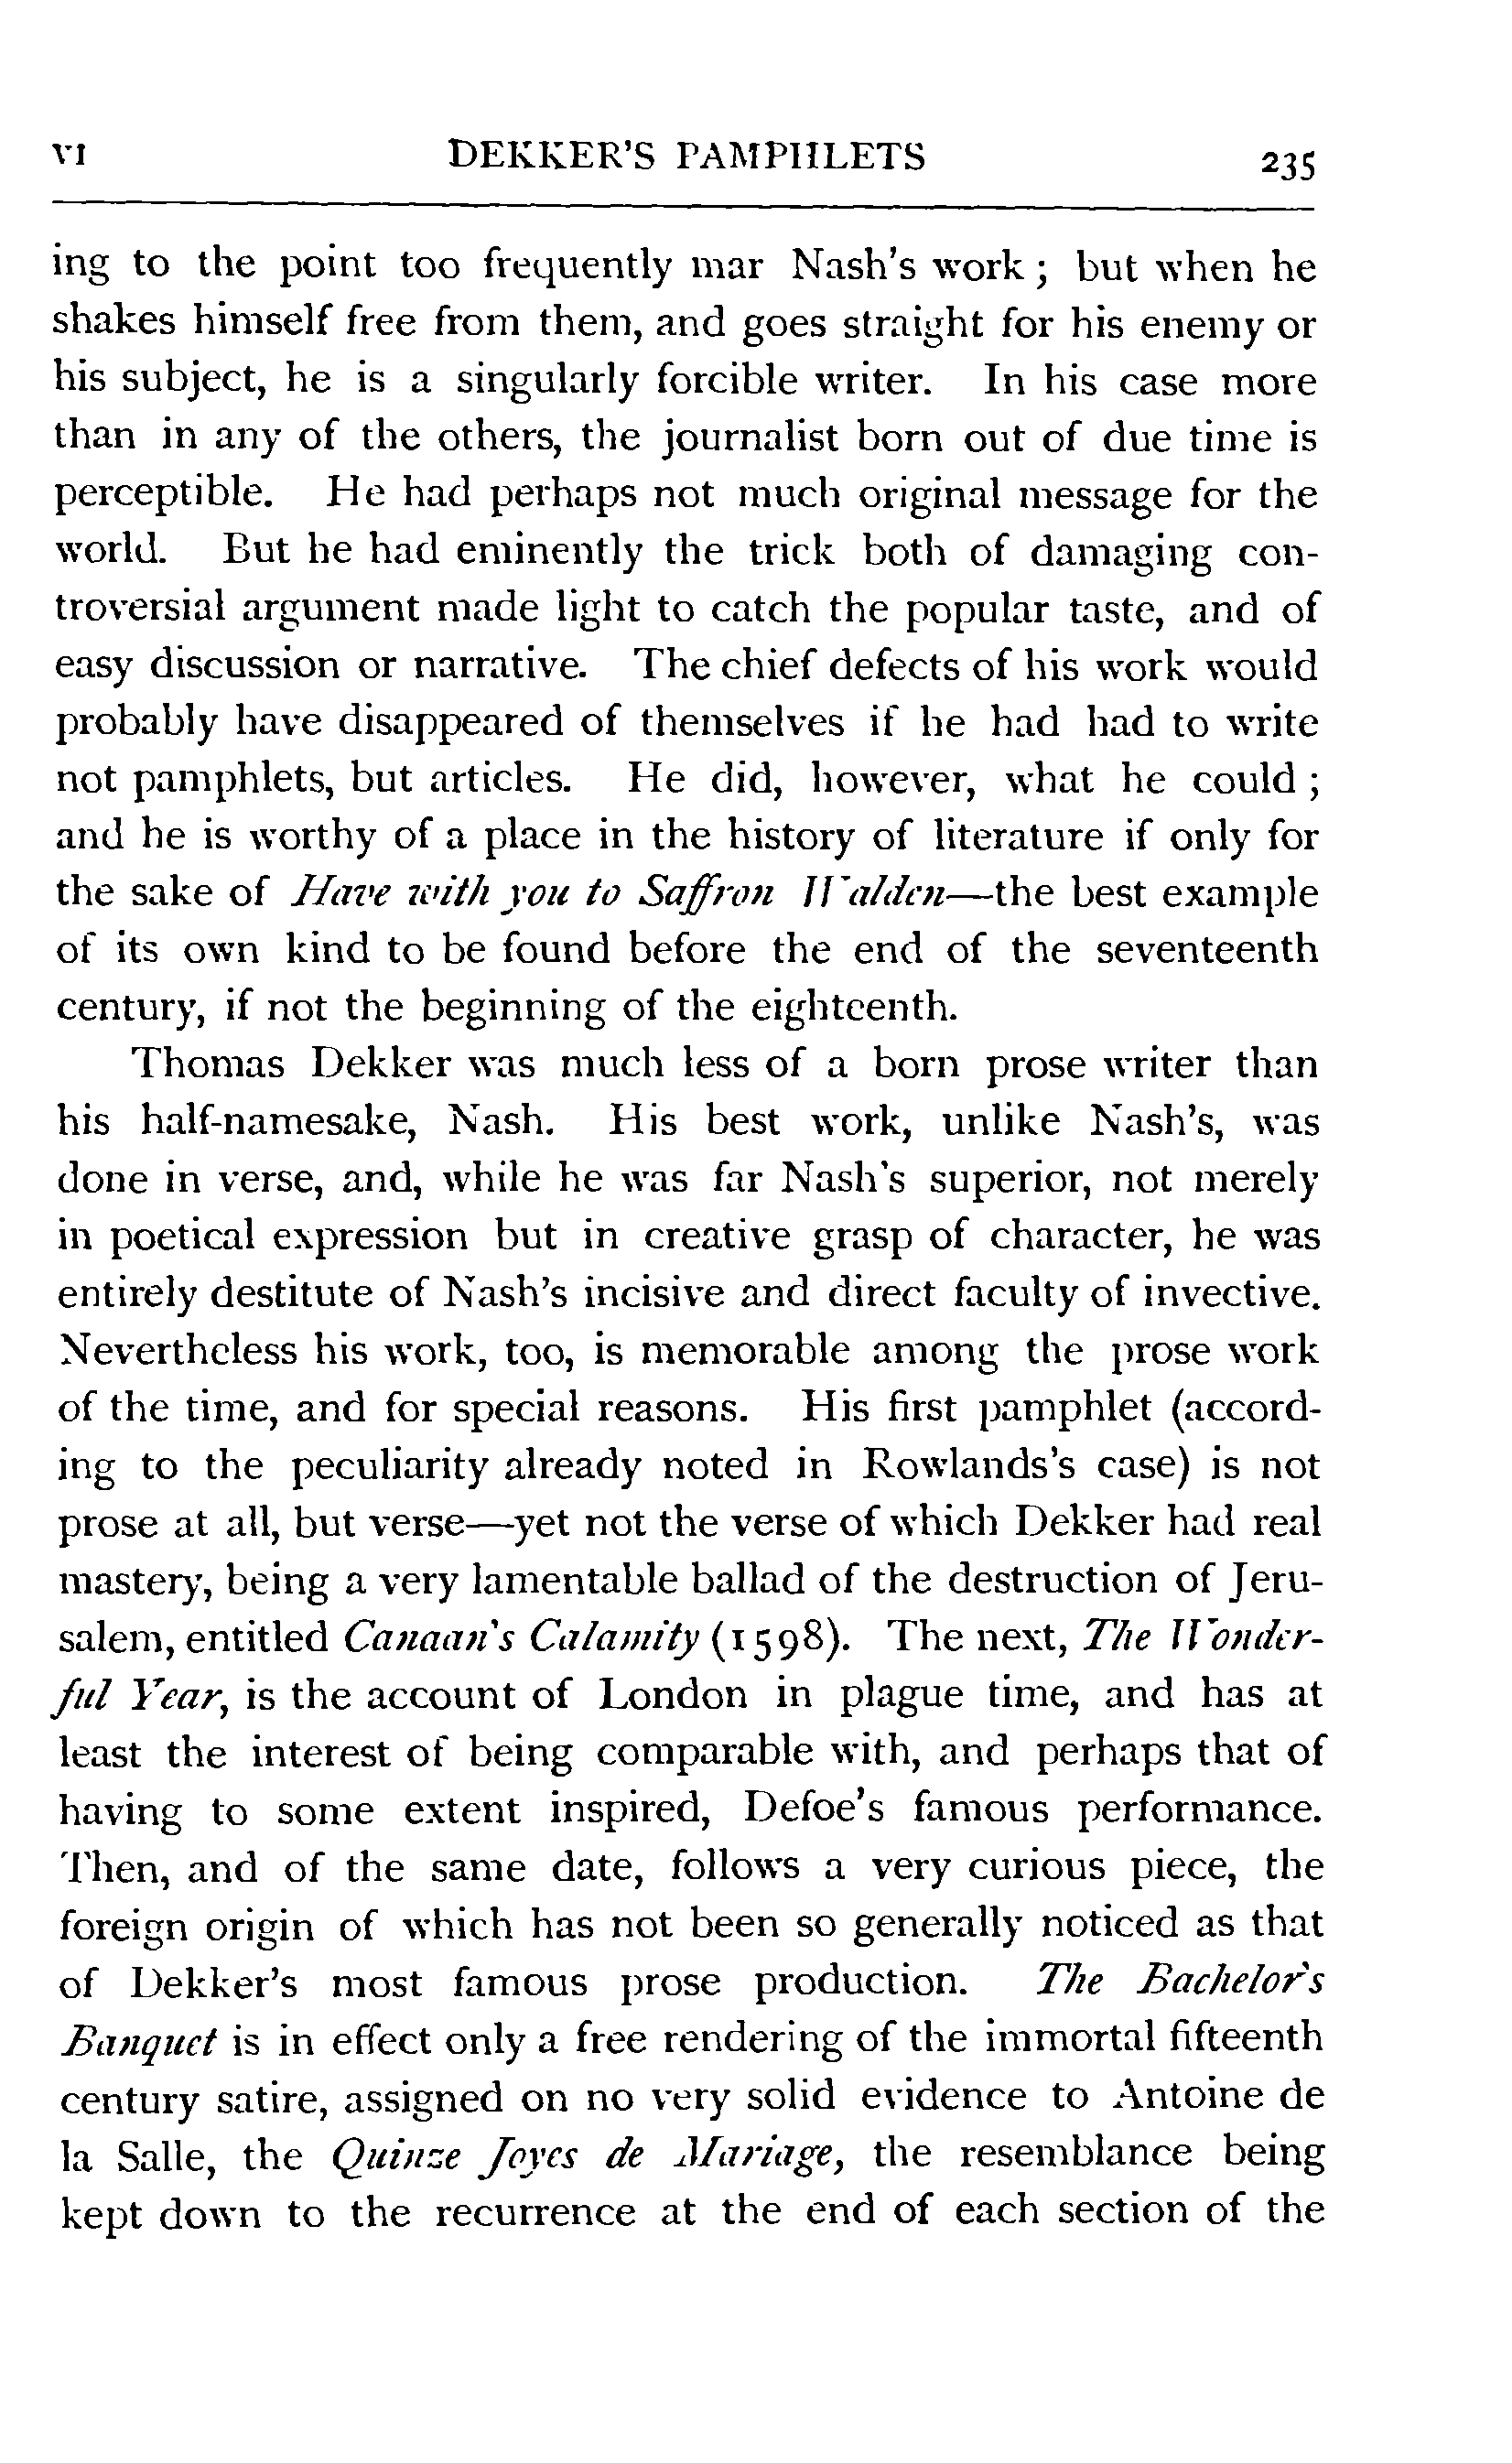 VI DEKKER'S PAMPHLETS 235
ing to the point too frequently mar Nash's work; but when he
shakes himself free from them, and goes straight for his enemy or
his subject, he is a singularly forcible writer. In his case more
than in any of the others, the journalist born out of due time is
perceptible. He had perhaps not much original message for the
world. But he had eminently the trick both of damaging con-
troversial argument made light to catch the popular taste, and of
easy discussion or narrative. The chief defects of his work would
probably have disappeared of themselves if he had had to write
not pamphlets, but articles. He did, however, what he could;
and he is worthy of a place in the history of literature if only for
the sake of Have with you to Saffron Walden—the best example
of its own kind to be found before the end of the seventeenth
century, if not the beginning of the eighteenth.
Thomas Dekker was much less of a born prose writer than
his half-namesake, Nash. His best work, unlike Nash's, was
done in verse, and, while he was far Nash's superior, not merely
in poetical expression but in creative grasp of character, he was
entirely destitute of Nash's incisive and direct faculty of invective.
Nevertheless his work, too, is memorable among the prose work
of the time, and for special reasons. His first pamphlet (accord-
ing to the peculiarity already noted in Rowlands's case) is not
prose at all, but verse—yet not the verse of which Dekker had real
mastery, being a very lamentable ballad of the destruction of Jeru-
salem, entitled Canaan's Calamity (1598). The next, The Wonder-
ful Year, is the account of London in plague time, and has at
least the interest of being comparable with, and perhaps that of
having to some extent inspired, Defoe's famous performance.
Then, and of the same date, follows a very curious piece, the
foreign origin of which has not been so generally noticed as that
of Dekker's most famous prose production. The Bachelor's
Banquet is in effect only a free rendering of the immortal fifteenth
century satire, assigned on no very solid evidence to Antoine de
la Salle, the Quinze Joyes de Mariage, the resemblance being
kept down to the recurrence at the end of each section of the